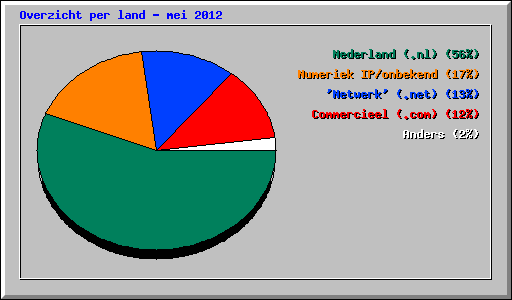 Overzicht per land - mei 2012
Nederland (.nl) (56%)
Numeriek IP/onbekend (17%)
'Netwerk' (.net) (13%)
Commercieel (.com) (12%)
Anders (2%)